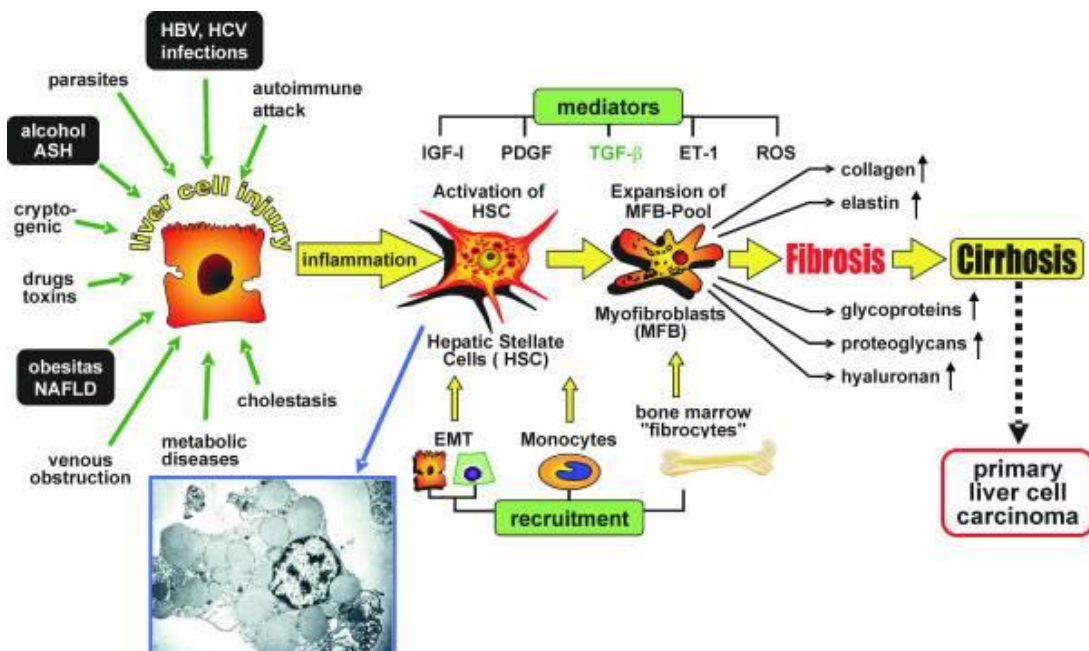 HBV, HCV
infections
parasites
autoimmune
attack
alcohol
ASH
crypto-
genic
drugs
toxins
obesitas
NAFLD
venous
obstruction
metabolic
diseases
cholestasis
liver cell injury
inflammation
mediators
IGF-I PDGF TGF-β ET-1 ROS
Activation of
HSC
Hepatic Stellate
Cells ( HSC)
Expansion of
MFB-Pool
Myofibroblasts
(MFB)
EMT
Monocytes
bone marrow
"fibrocytes"
recruitment
collagen
elastin
Fibrosis
glycoproteins
proteoglycans
hyaluronan
Cirrhosis
primary
liver cell
carcinoma